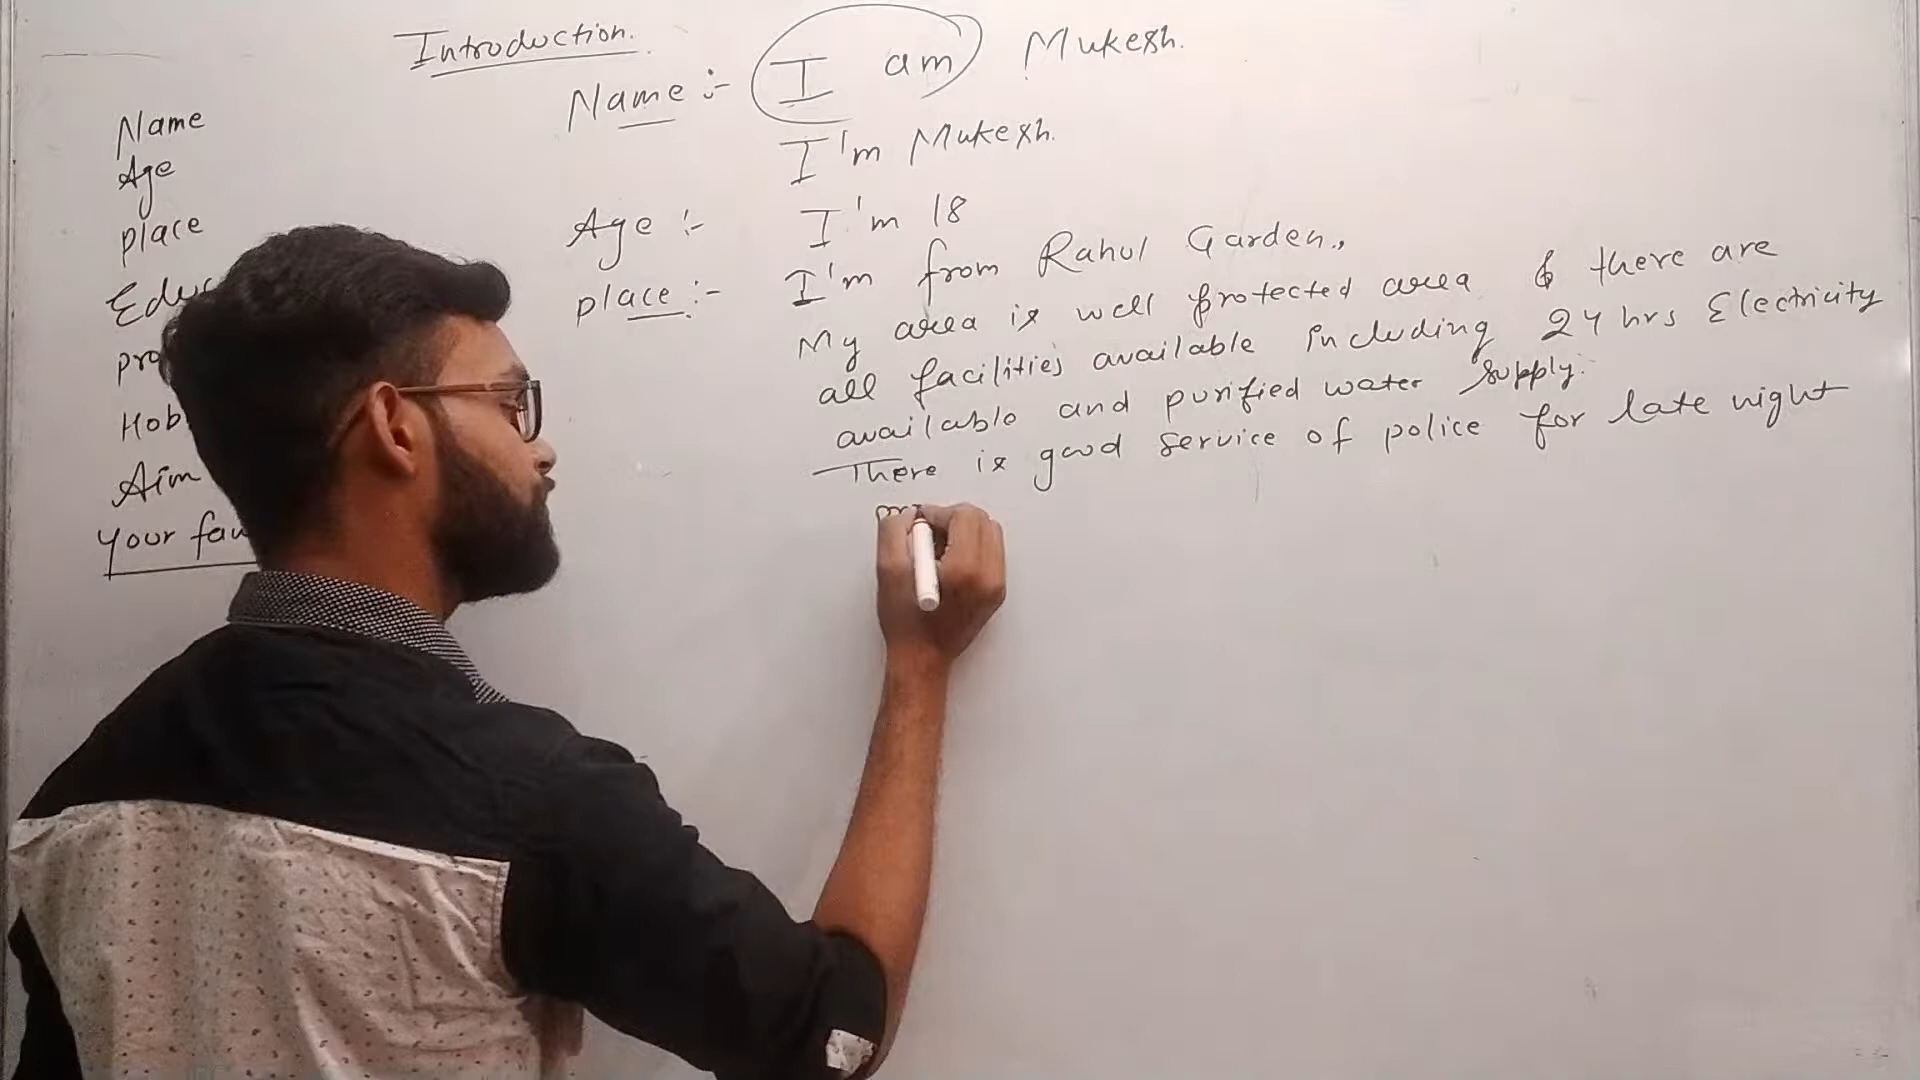 Introduction.
Name
Age
place
Hob
Aim
Your
Name :- I am Mukesh.
I'm Mukesh.
Age :- I'm 18
place :- I'm from Rahul Garden.,
My area is well protected area & there are
all facilities available including 24 hrs Electricity
available and purified water supply.
There is good service of police for late night